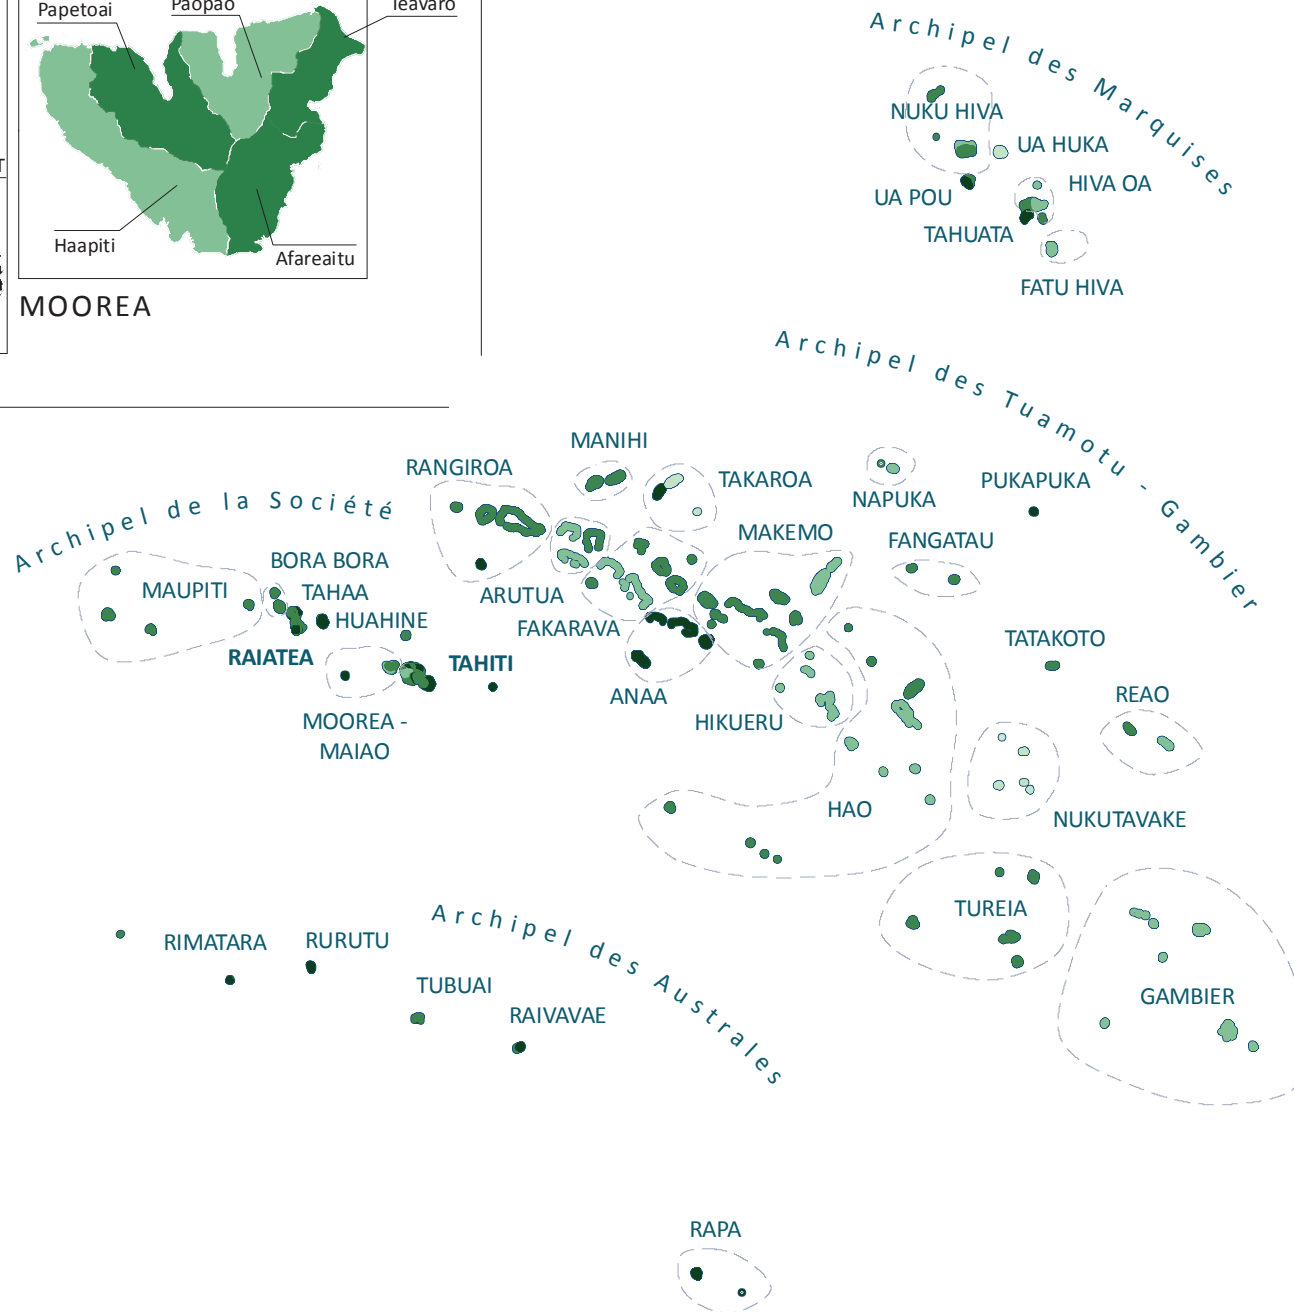 Papetoai
Paopao
Teavaro
Haapiti
Afareaitu
MOOREA
Archipel des Marquises
NUKU HIVA
UA HUKA
HIVA OA
UA POU
TAHUATA
FATU HIVA
Archipel des Tuamotu - Gambier
MANIHI
RANGIROA
TAKAROA
NAPUKA
PUKAPUKA
MAKEMO
FANGATAU
Archipel de la Société
BORA BORA
MAUPITI
TAHAA
ARUTUA
HUAHINE
FAKARAVA
TATAKOTO
RAIATEA
TAHITI
ANAA
REAO
MOOREA -
MAIAO
HIKUERU
HAO
NUKUTAVAKE
TUREIA
Archipel des Australes
RIMATARA
RURUTU
TUBUAI
RAIVAVAE
GAMBIER
RAPA